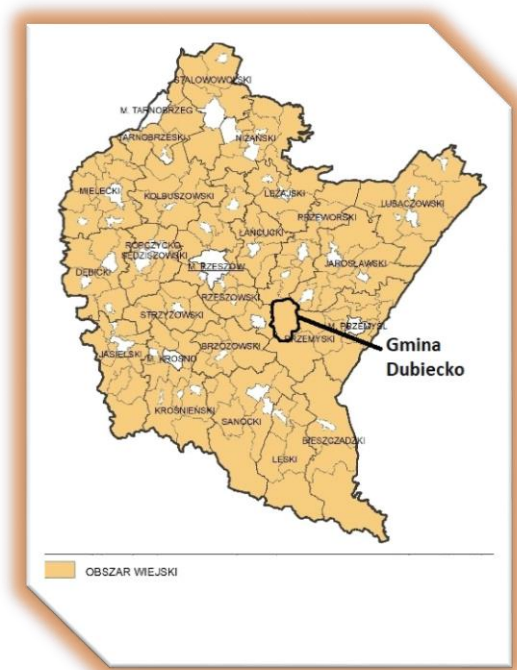 STALOWOWOLSKI
M. TARNOBRZEG
TARNOBRZESKI
NIŻAŃSKI
MIELECKI
KOLBUSZOWSKI
LEŻAJSKI
LUBACZOWSKI
PRZEWORSKI
ŁAŃCUCKI
ROPCZYCKO-
SĘDZISZOWSKI
M. RZESZÓW
JAROSŁAWSKI
DĘBICKI
RZESZOWSKI
STRZYŻOWSKI
M. PRZEMYŚL
PRZEMYSKI
Gmina
Dubiecko
JASIELSKI
M. KROSNO
BRZOZOWSKI
KROŚNIEŃSKI
SANOCKI
BIESZCZADZKI
LESKI
OBSZAR WIEJSKI